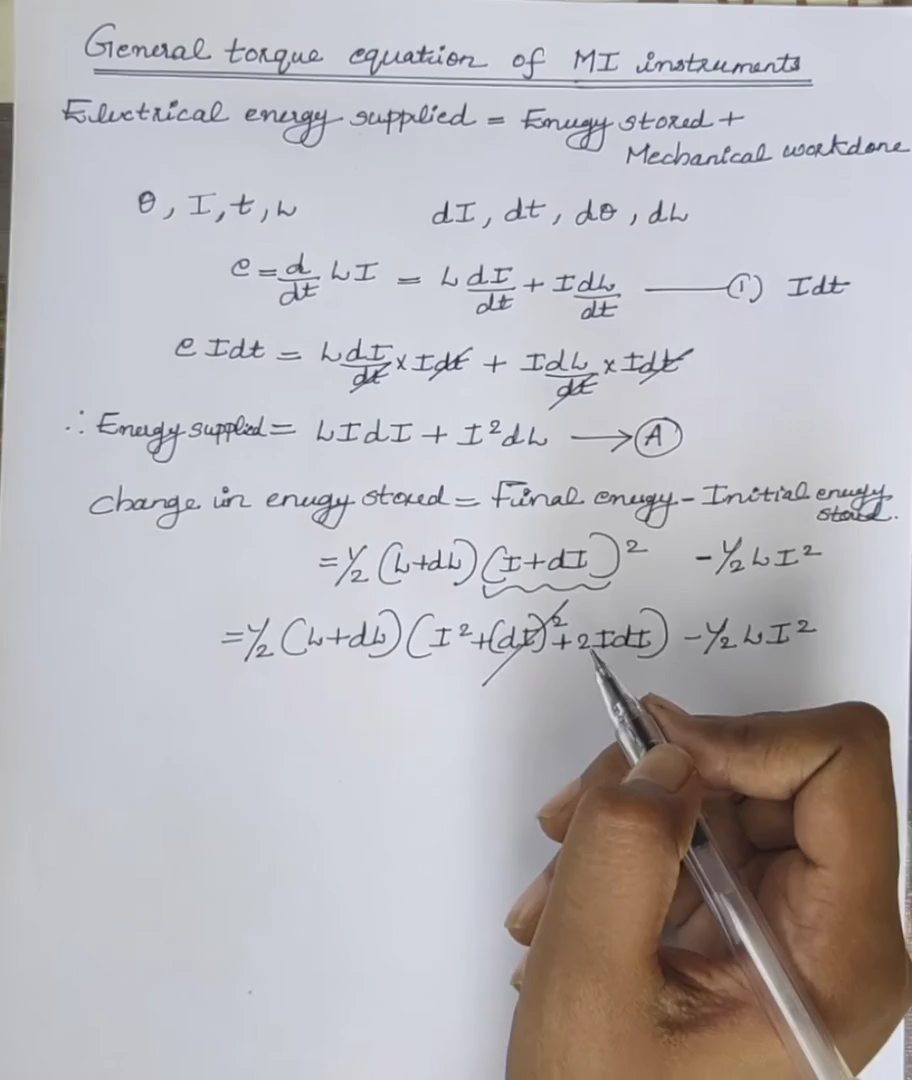 General torque equation of MI instruments
Electrical energy supplied = Energy stored +
Mechanical workdone
θ, I, t, L dI, dt, dθ, dL
e = d/dt LI = L dI/dt + I dL/dt —— ① Idt
e Idt = L dI/dt × Idt + I dL/dt × Idt
∴ Energy supplied = LIdI + I²dL → Ⓐ
Change in energy stored = Final energy - Initial energy
stored.
= ½ (L+dL) (I+dI)² - ½ LI²
= ½ (L+dL) (I² + (dI)² + 2IdI) - ½ LI²